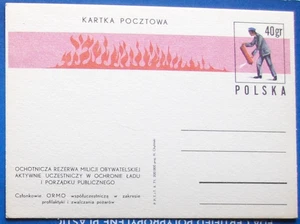 KARTKA POCZTOWA
40gr
POLSKA
OCHOTNICZA REZERWA MILICJI OBYWATELSKIEJ
AKTYWNIE UCZESTNICZY W OCHRONIE ŁADU
I PORZĄDKU PUBLICZNEGO
Członkowie ORMO współuczestniczą w zakresie
profilaktyki i zwalczania pożarów